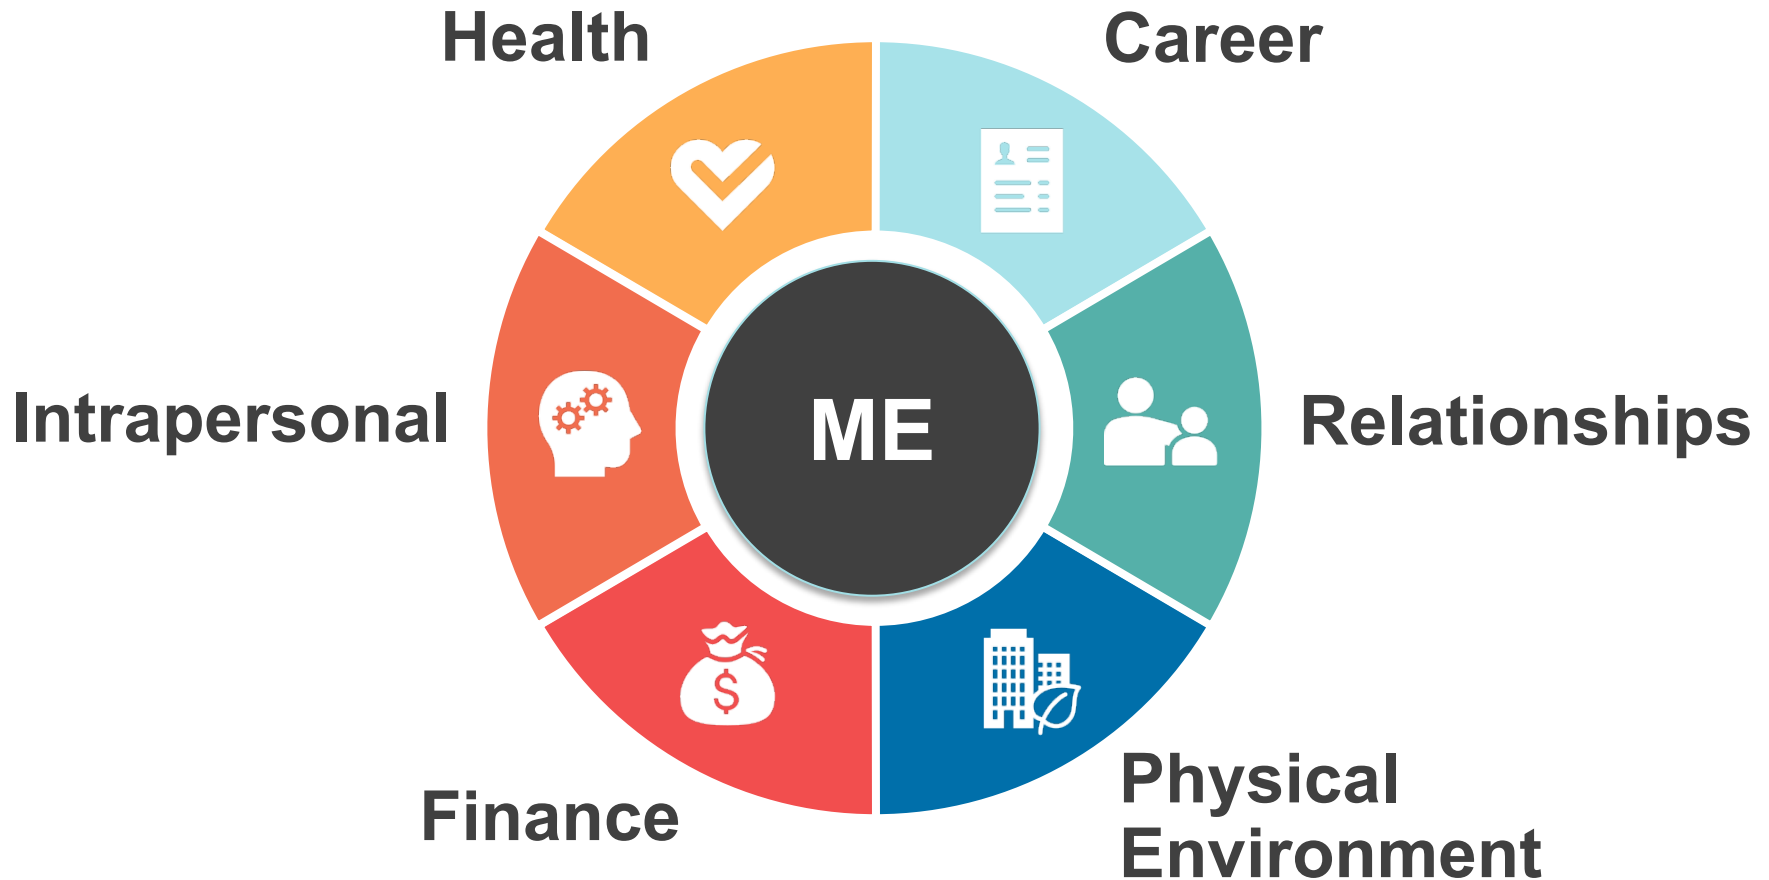 Health
Career
Intrapersonal
ME
Relationships
$
Finance
Physical
Environment